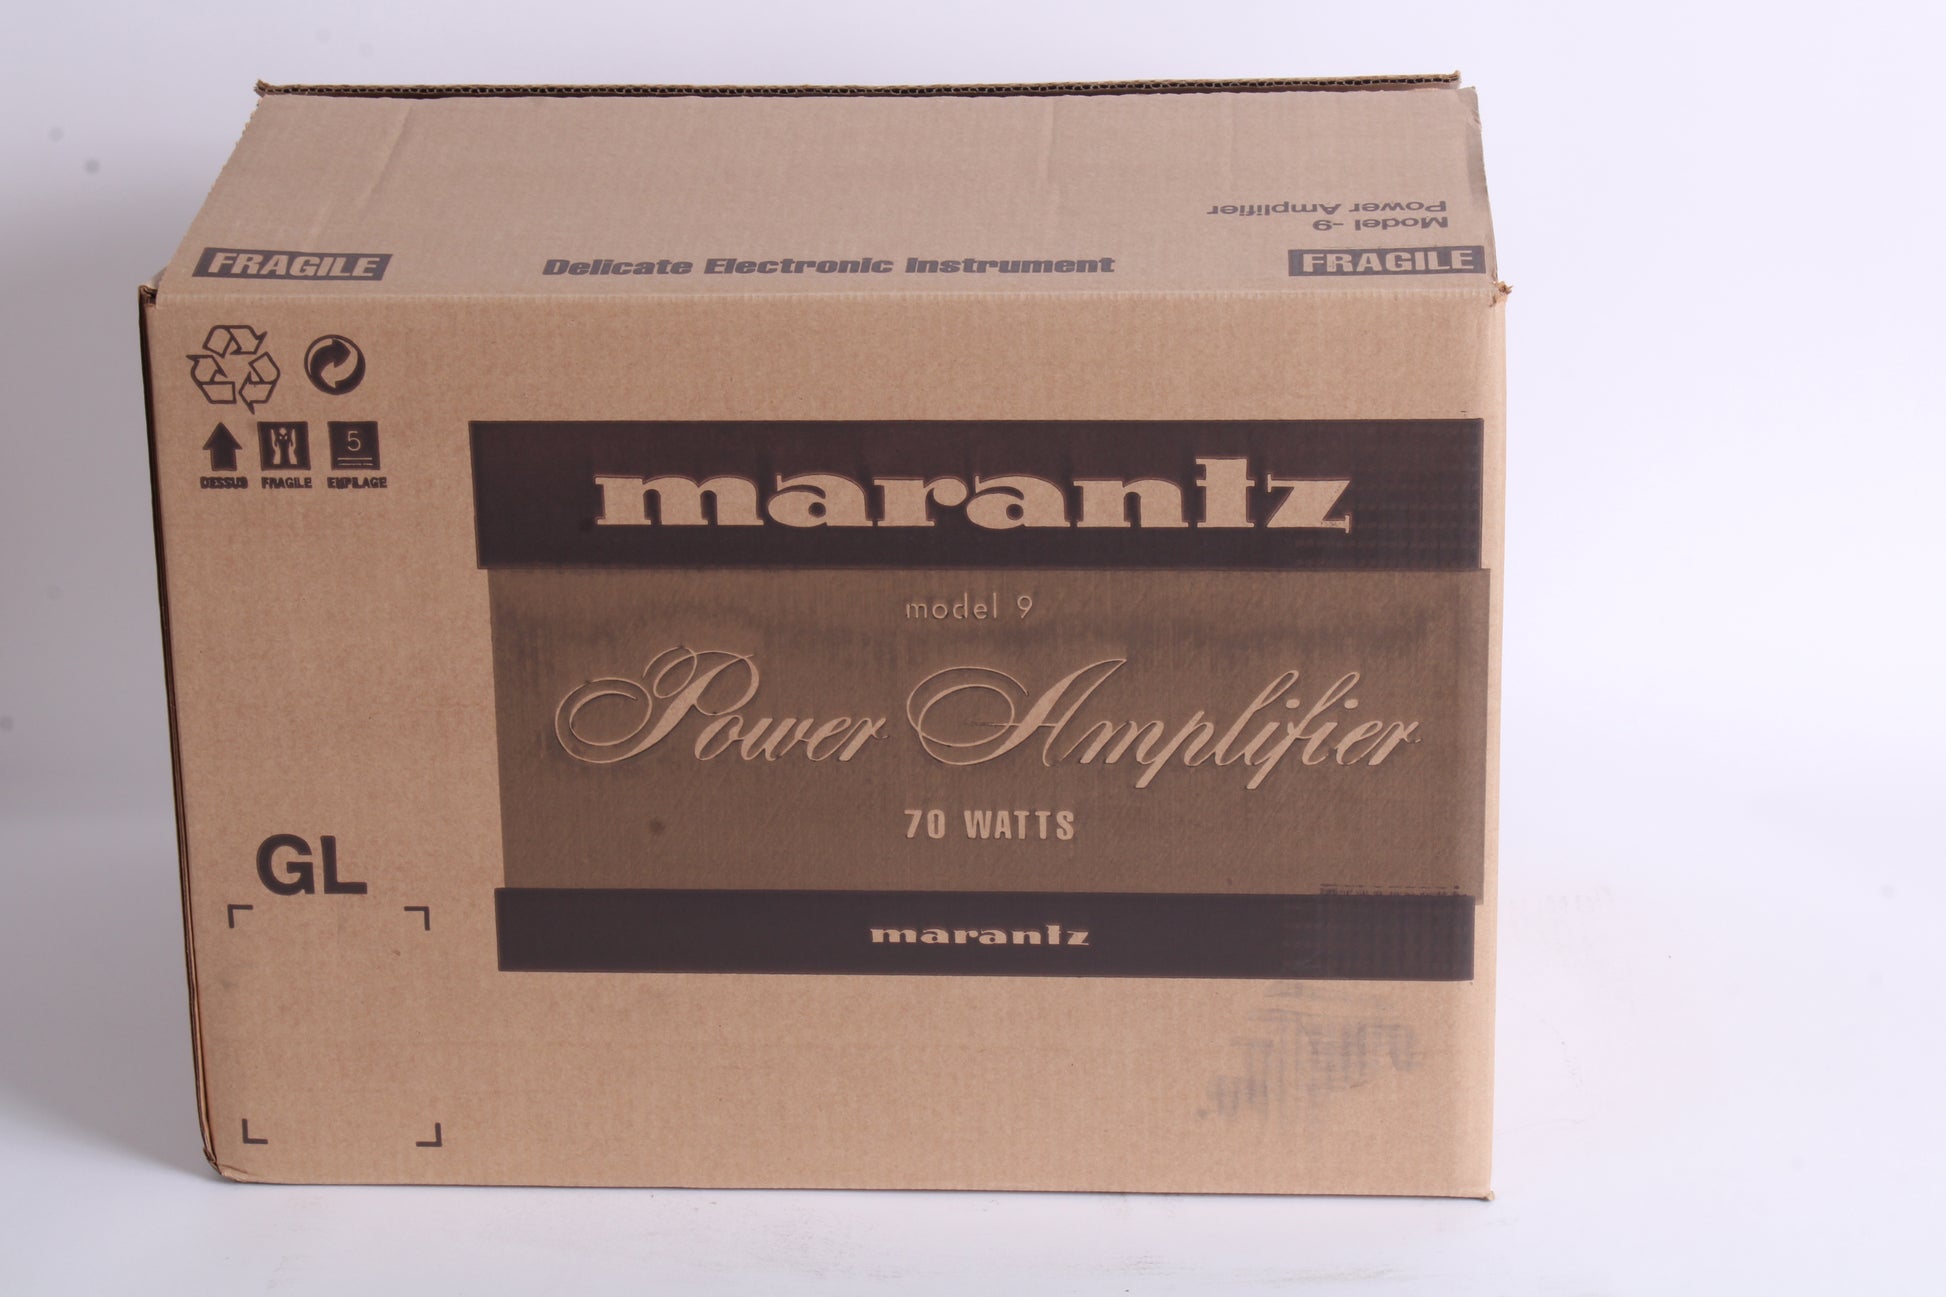 Model -9
Power Amplifier
FRAGILE
Delicate Electronic Instrument
FRAGILE
5
DESSUS
FRAGILE
EMPILAGE
marantz
model 9
Power Amplifier
70 WATTS
GL
marantz